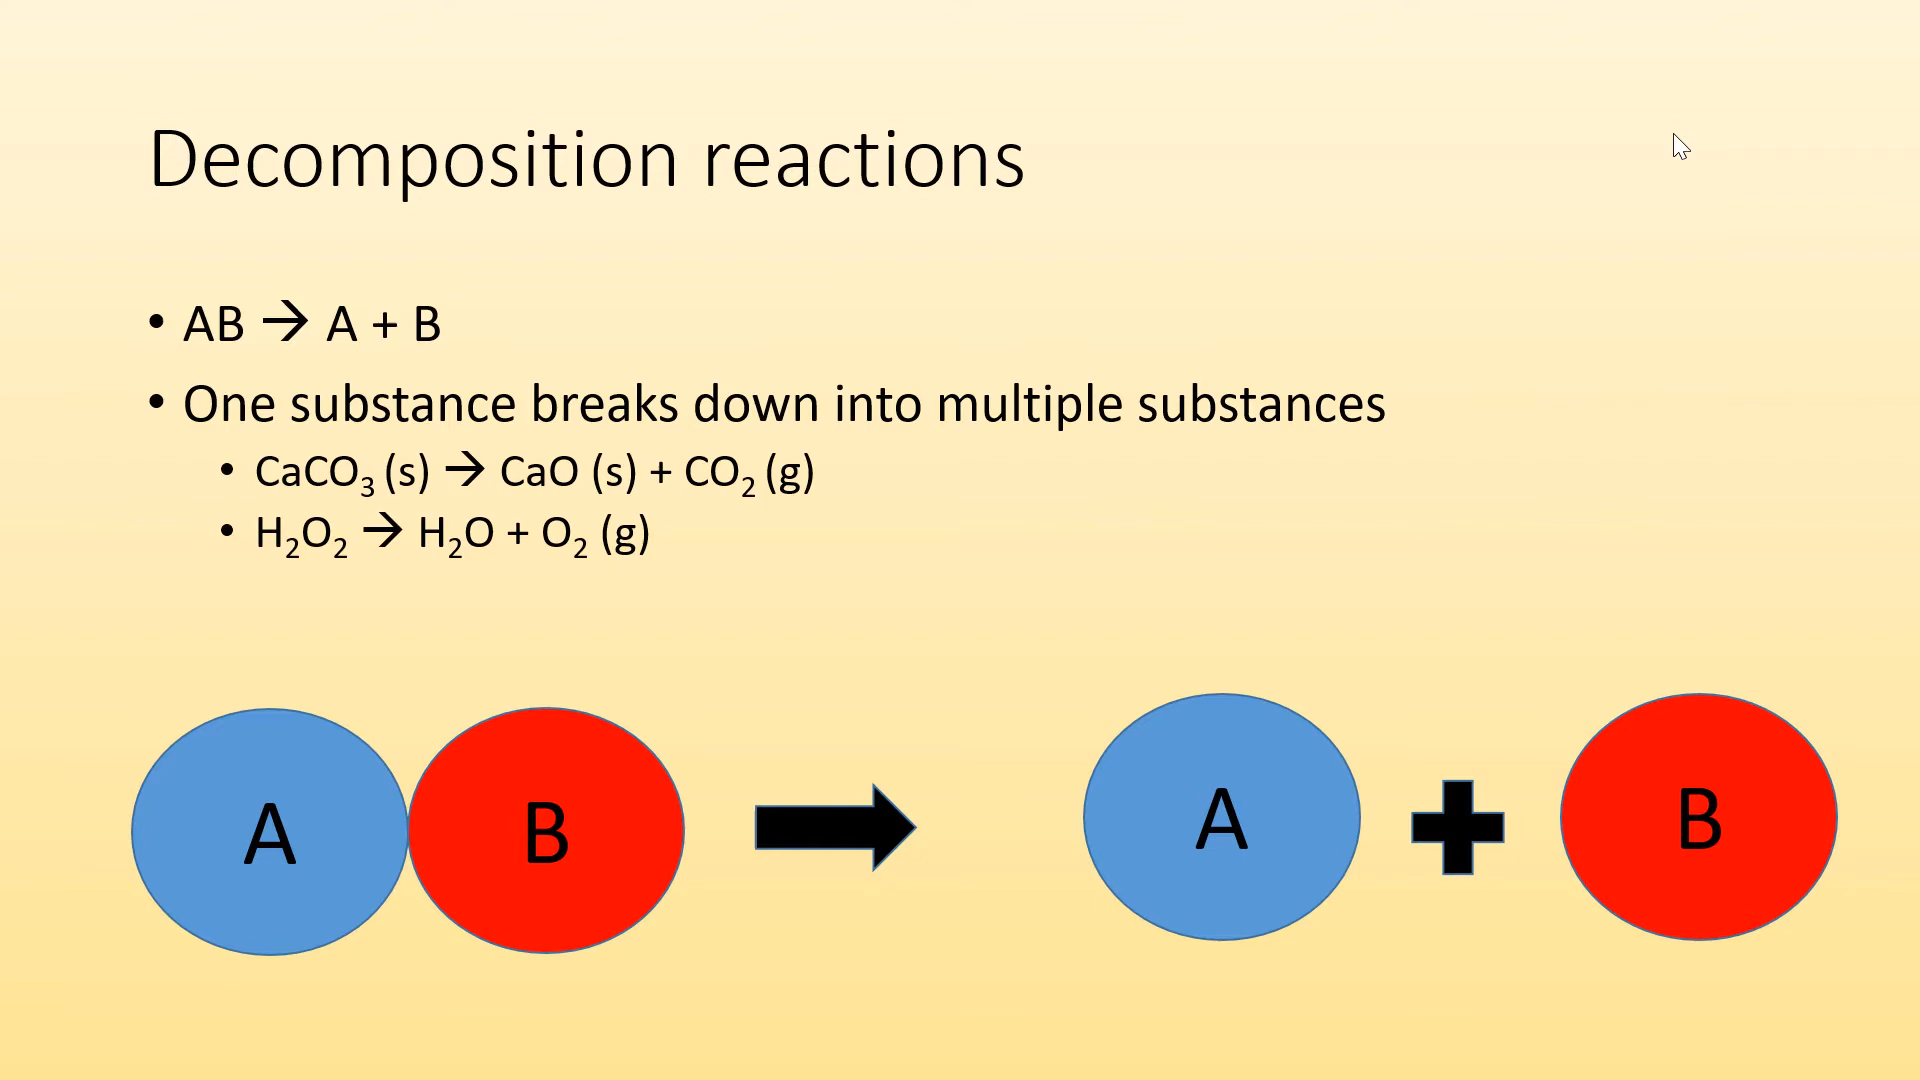 Decomposition reactions
• AB → A + B
• One substance breaks down into multiple substances
• CaCO₃ (s) → CaO (s) + CO₂ (g)
• H₂O₂ → H₂O + O₂ (g)
A B A B